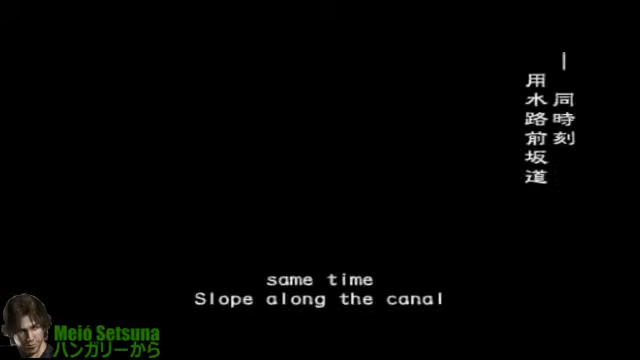 ―同時刻
用水路前坂道
same time
Slope along the canal
Meió Setsuna
ハンガリーから